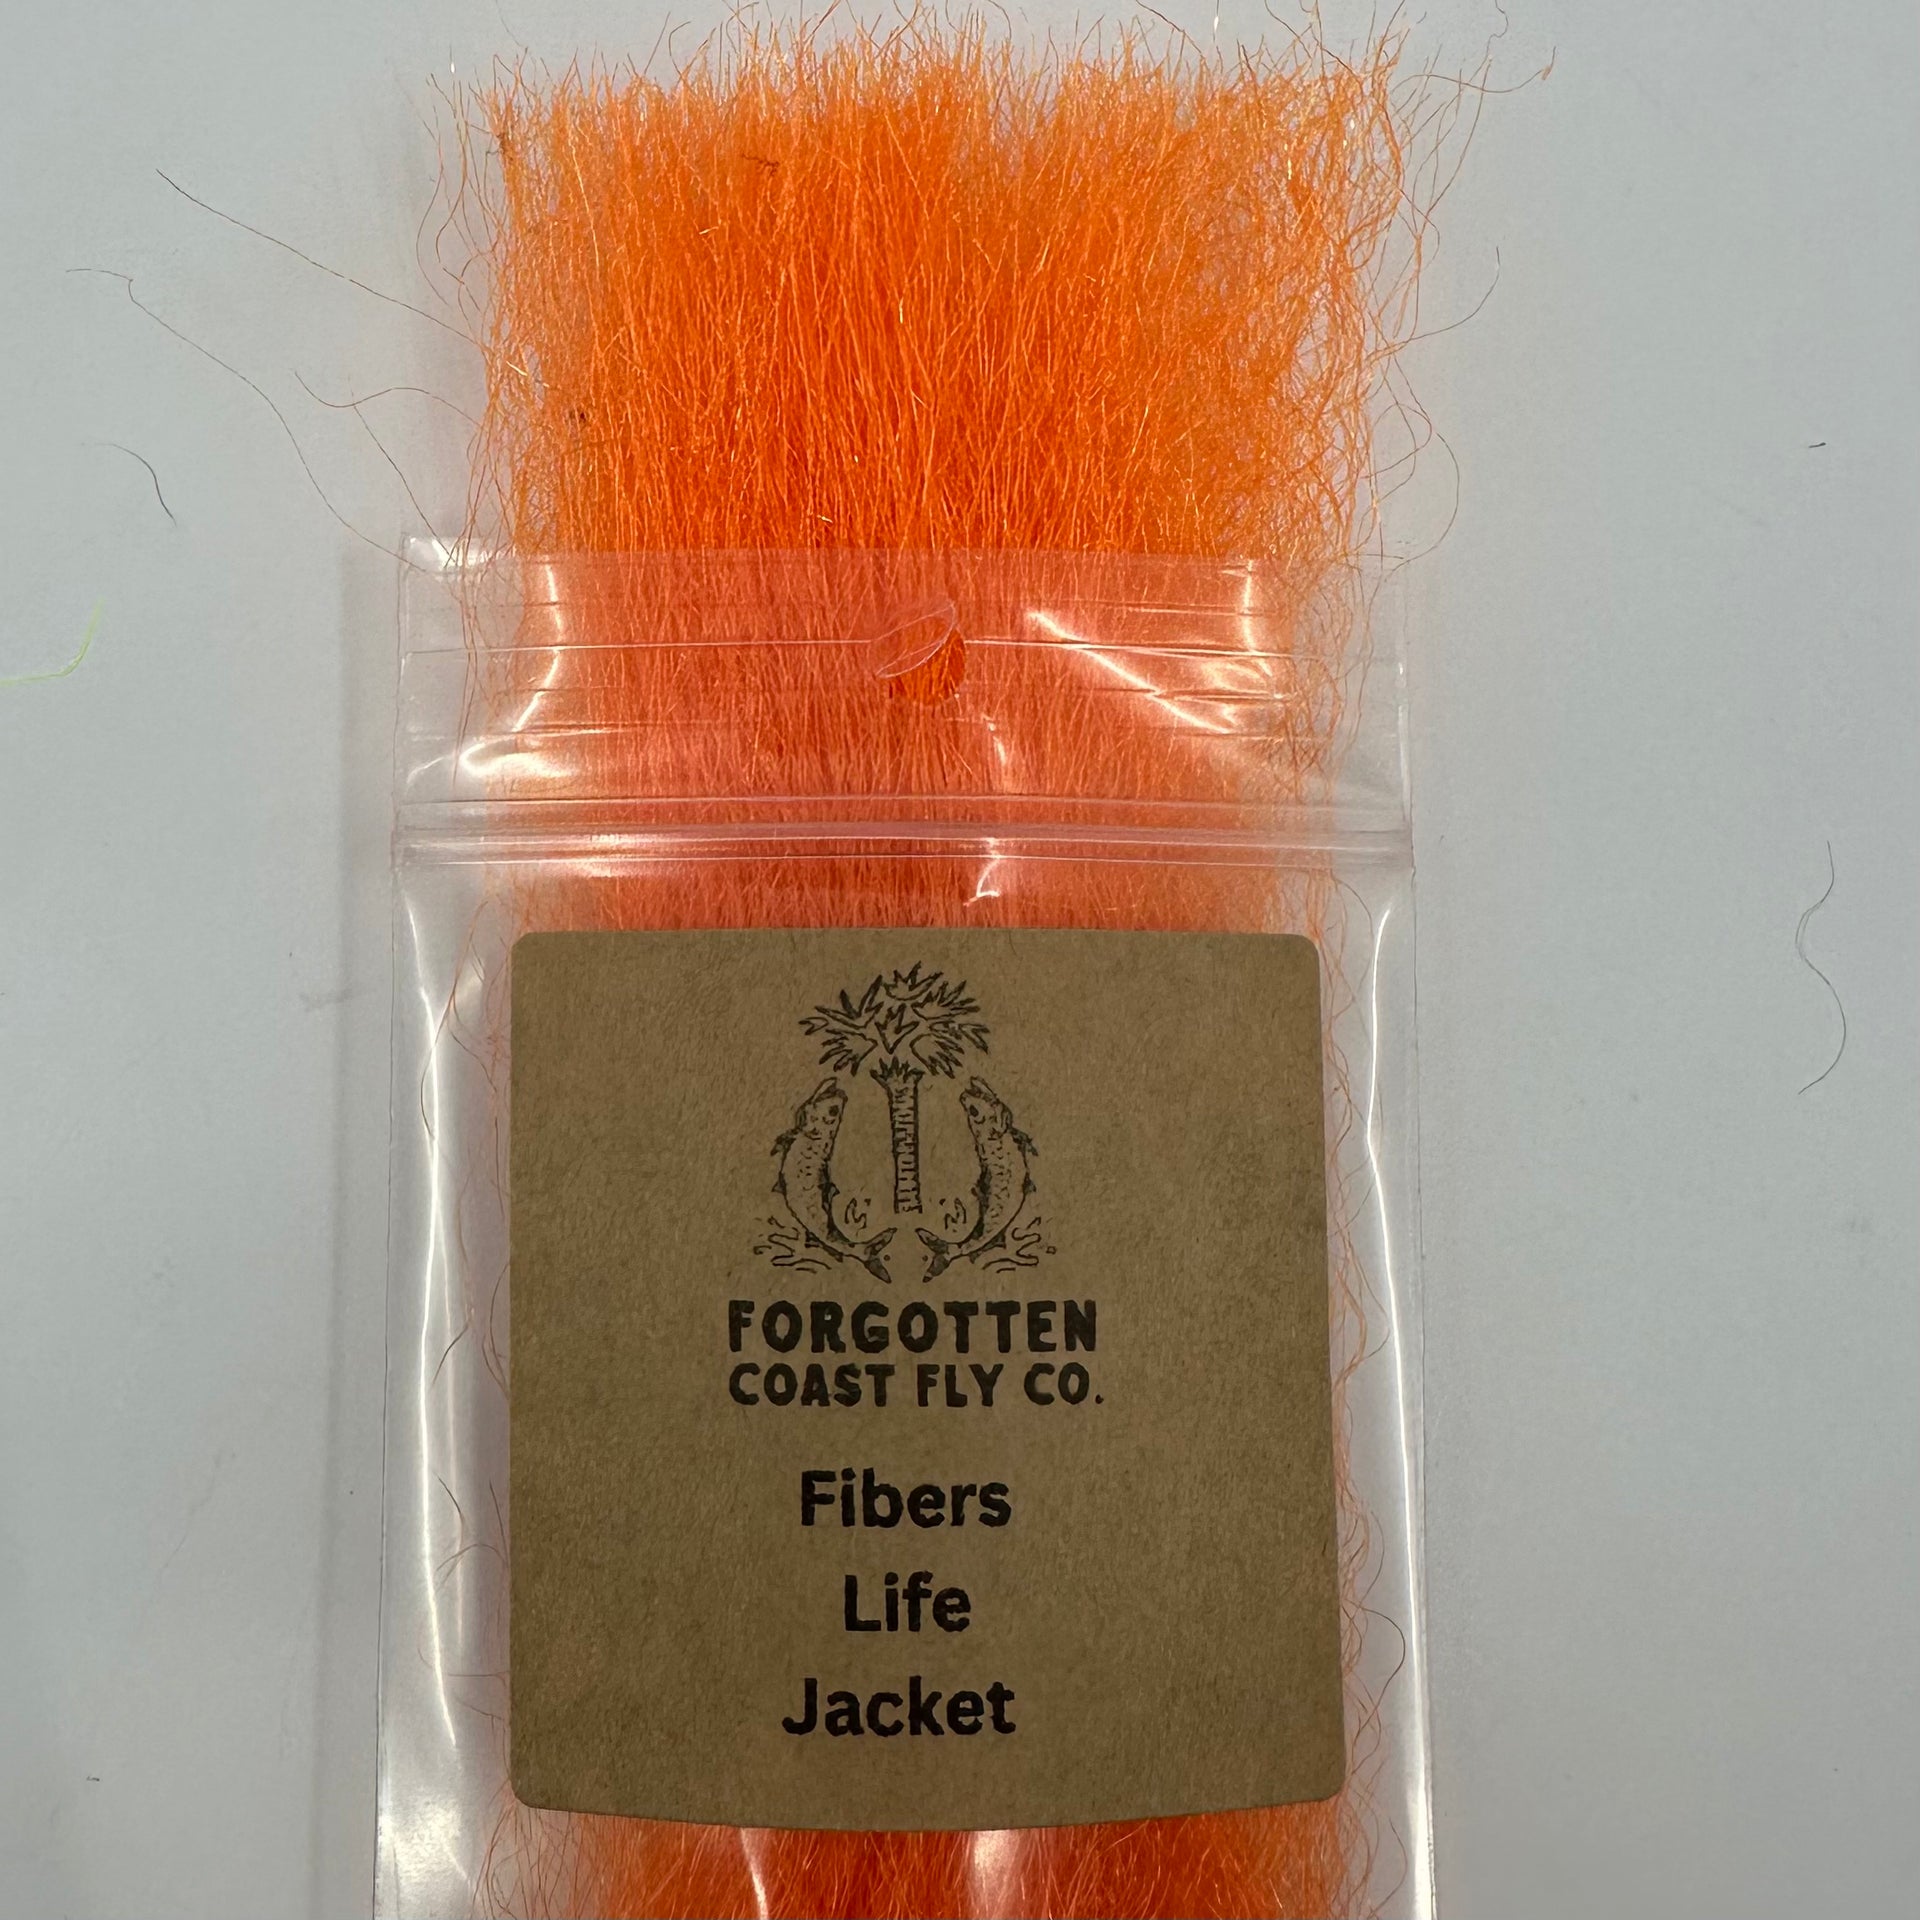 FORGOTTEN
COAST FLY CO.
Fibers
Life
Jacket